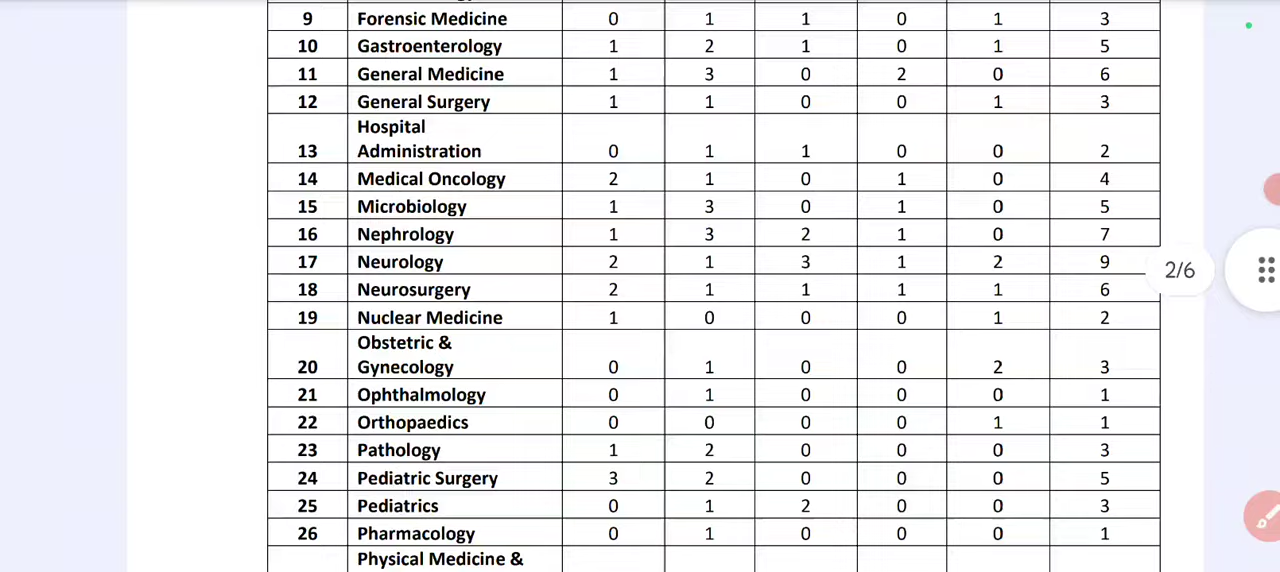 9 Forensic Medicine 0 1 1 0 1 3
10 Gastroenterology 1 2 1 0 1 5
11 General Medicine 1 3 0 2 0 6
12 General Surgery 1 1 0 0 1 3
Hospital
13 Administration 0 1 1 0 0 2
14 Medical Oncology 2 1 0 1 0 4
15 Microbiology 1 3 0 1 0 5
16 Nephrology 1 3 2 1 0 7
17 Neurology 2 1 3 1 2 9
2/6
18 Neurosurgery 2 1 1 1 1 6
19 Nuclear Medicine 1 0 0 0 1 2
Obstetric &
20 Gynecology 0 1 0 0 2 3
21 Ophthalmology 0 1 0 0 0 1
22 Orthopaedics 0 0 0 0 1 1
23 Pathology 1 2 0 0 0 3
24 Pediatric Surgery 3 2 0 0 0 5
25 Pediatrics 0 1 2 0 0 3
26 Pharmacology 0 1 0 0 0 1
Physical Medicine &